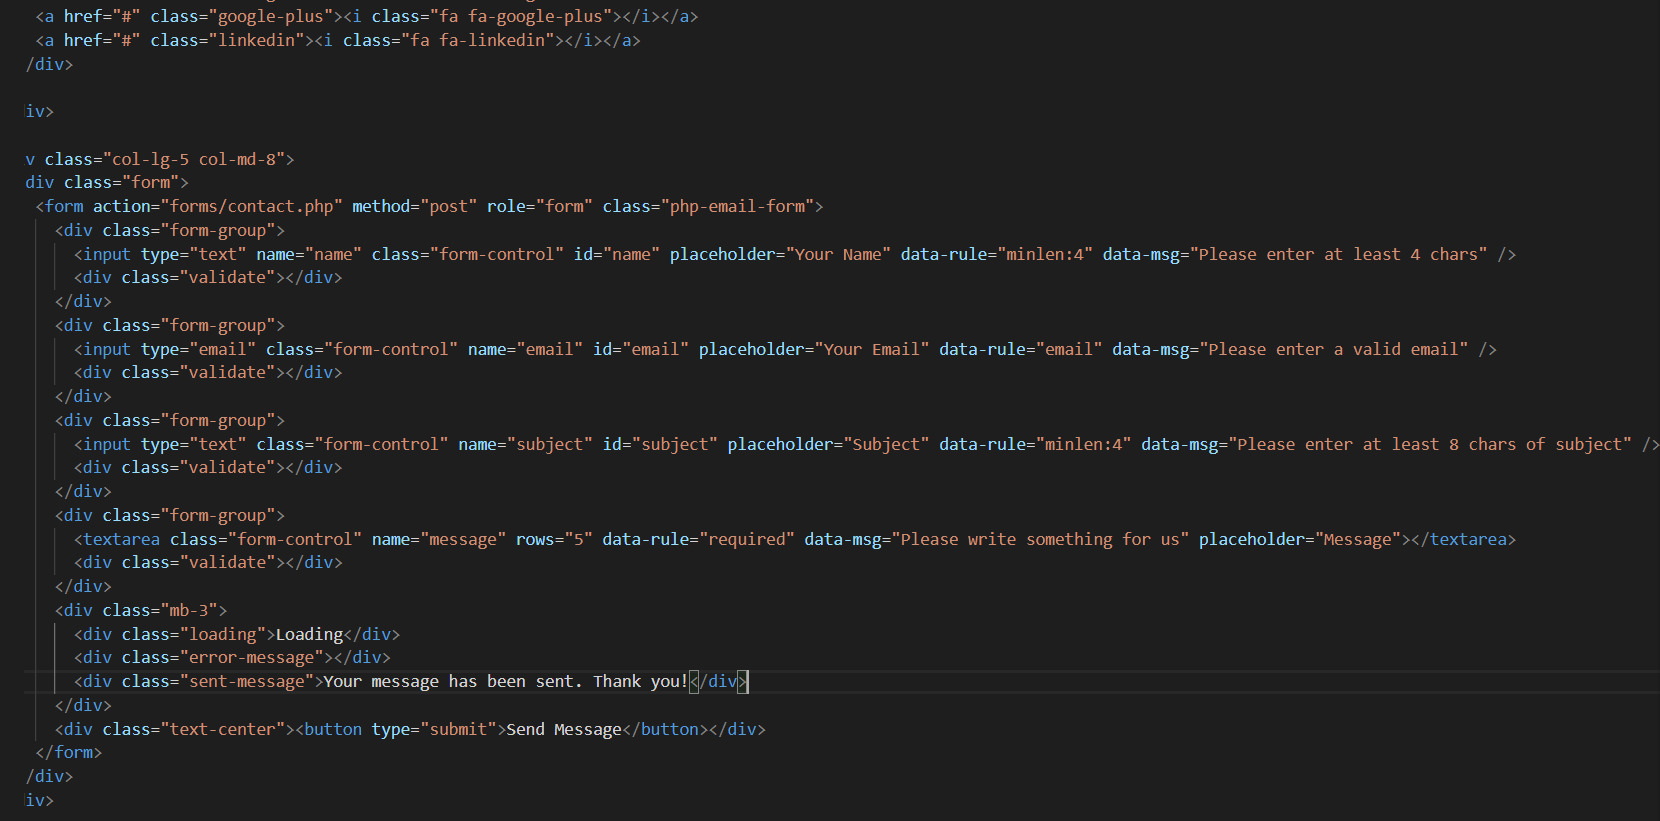 <a href="#" class="google-plus"><i class="fa fa-google-plus"></i></a>
<a href="#" class="linkedin"><i class="fa fa-linkedin"></i></a>
/div>
iv>
v class="col-lg-5 col-md-8">
div class="form">
<form action="forms/contact.php" method="post" role="form" class="php-email-form">
<div class="form-group">
<input type="text" name="name" class="form-control" id="name" placeholder="Your Name" data-rule="minlen:4" data-msg="Please enter at least 4 chars" />
<div class="validate"></div>
</div>
<div class="form-group">
<input type="email" class="form-control" name="email" id="email" placeholder="Your Email" data-rule="email" data-msg="Please enter a valid email" />
<div class="validate"></div>
</div>
<div class="form-group">
<input type="text" class="form-control" name="subject" id="subject" placeholder="Subject" data-rule="minlen:4" data-msg="Please enter at least 8 chars of subject" />
<div class="validate"></div>
</div>
<div class="form-group">
<textarea class="form-control" name="message" rows="5" data-rule="required" data-msg="Please write something for us" placeholder="Message"></textarea>
<div class="validate"></div>
</div>
<div class="mb-3">
<div class="loading">Loading</div>
<div class="error-message"></div>
<div class="sent-message">Your message has been sent. Thank you!</div>
</div>
<div class="text-center"><button type="submit">Send Message</button></div>
</form>
/div>
iv>